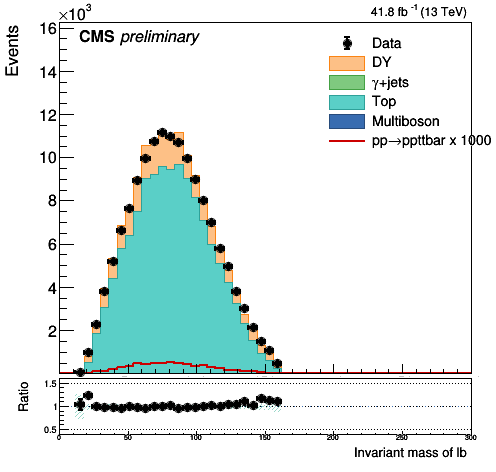 ×10³
41.8 fb⁻¹ (13 TeV)
CMS preliminary
Events
16
14
12
10
8
6
4
2
0
Data
DY
γ+jets
Top
Multiboson
pp→ppttbar x 1000
Ratio
1.5
1
0.5
0 50 100 150 200 250 300
Invariant mass of lb